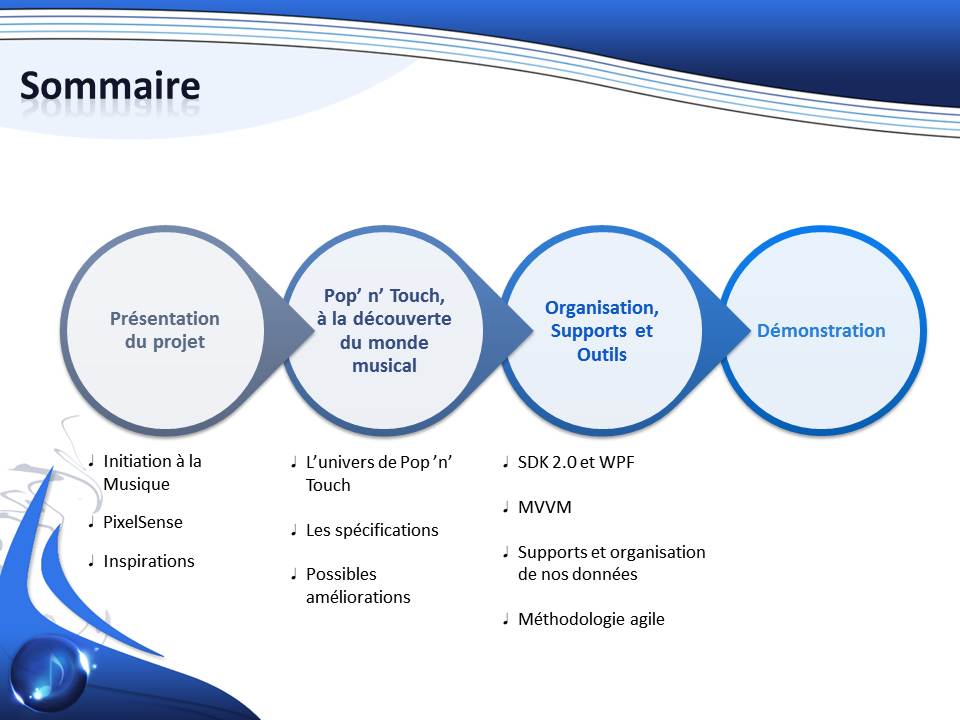 Sommaire
Présentation
du projet
Pop’ n’ Touch,
à la découverte
du monde
musical
Organisation,
Supports et
Outils
Démonstration
♩ Initiation à la
Musique
♩ PixelSense
♩ Inspirations
♩ L’univers de Pop ’n’
Touch
♩ Les spécifications
♩ Possibles
améliorations
♩ SDK 2.0 et WPF
♩ MVVM
♩ Supports et organisation
de nos données
♩ Méthodologie agile